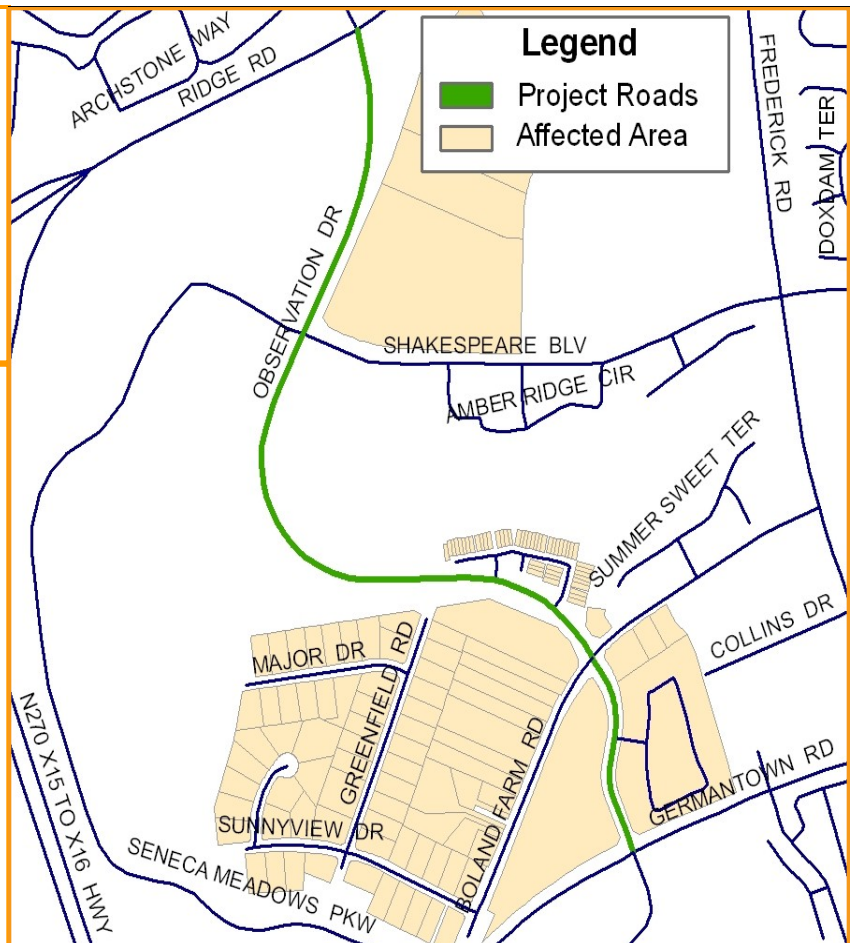 Legend
Project Roads
Affected Area
ARCHSTONE WAY
RIDGE RD
FREDERICK RD
DOXDAM TER
OBSERVATION DR
SHAKESPEARE BLV
AMBER RIDGE CIR
SUMMER SWEET TER
COLLINS DR
MAJOR DR
GREENFIELD RD
BOLAND FARM RD
GERMANTOWN RD
N270 X15 TO X16 HWY
SUNNYVIEW DR
SENECA MEADOWS PKW